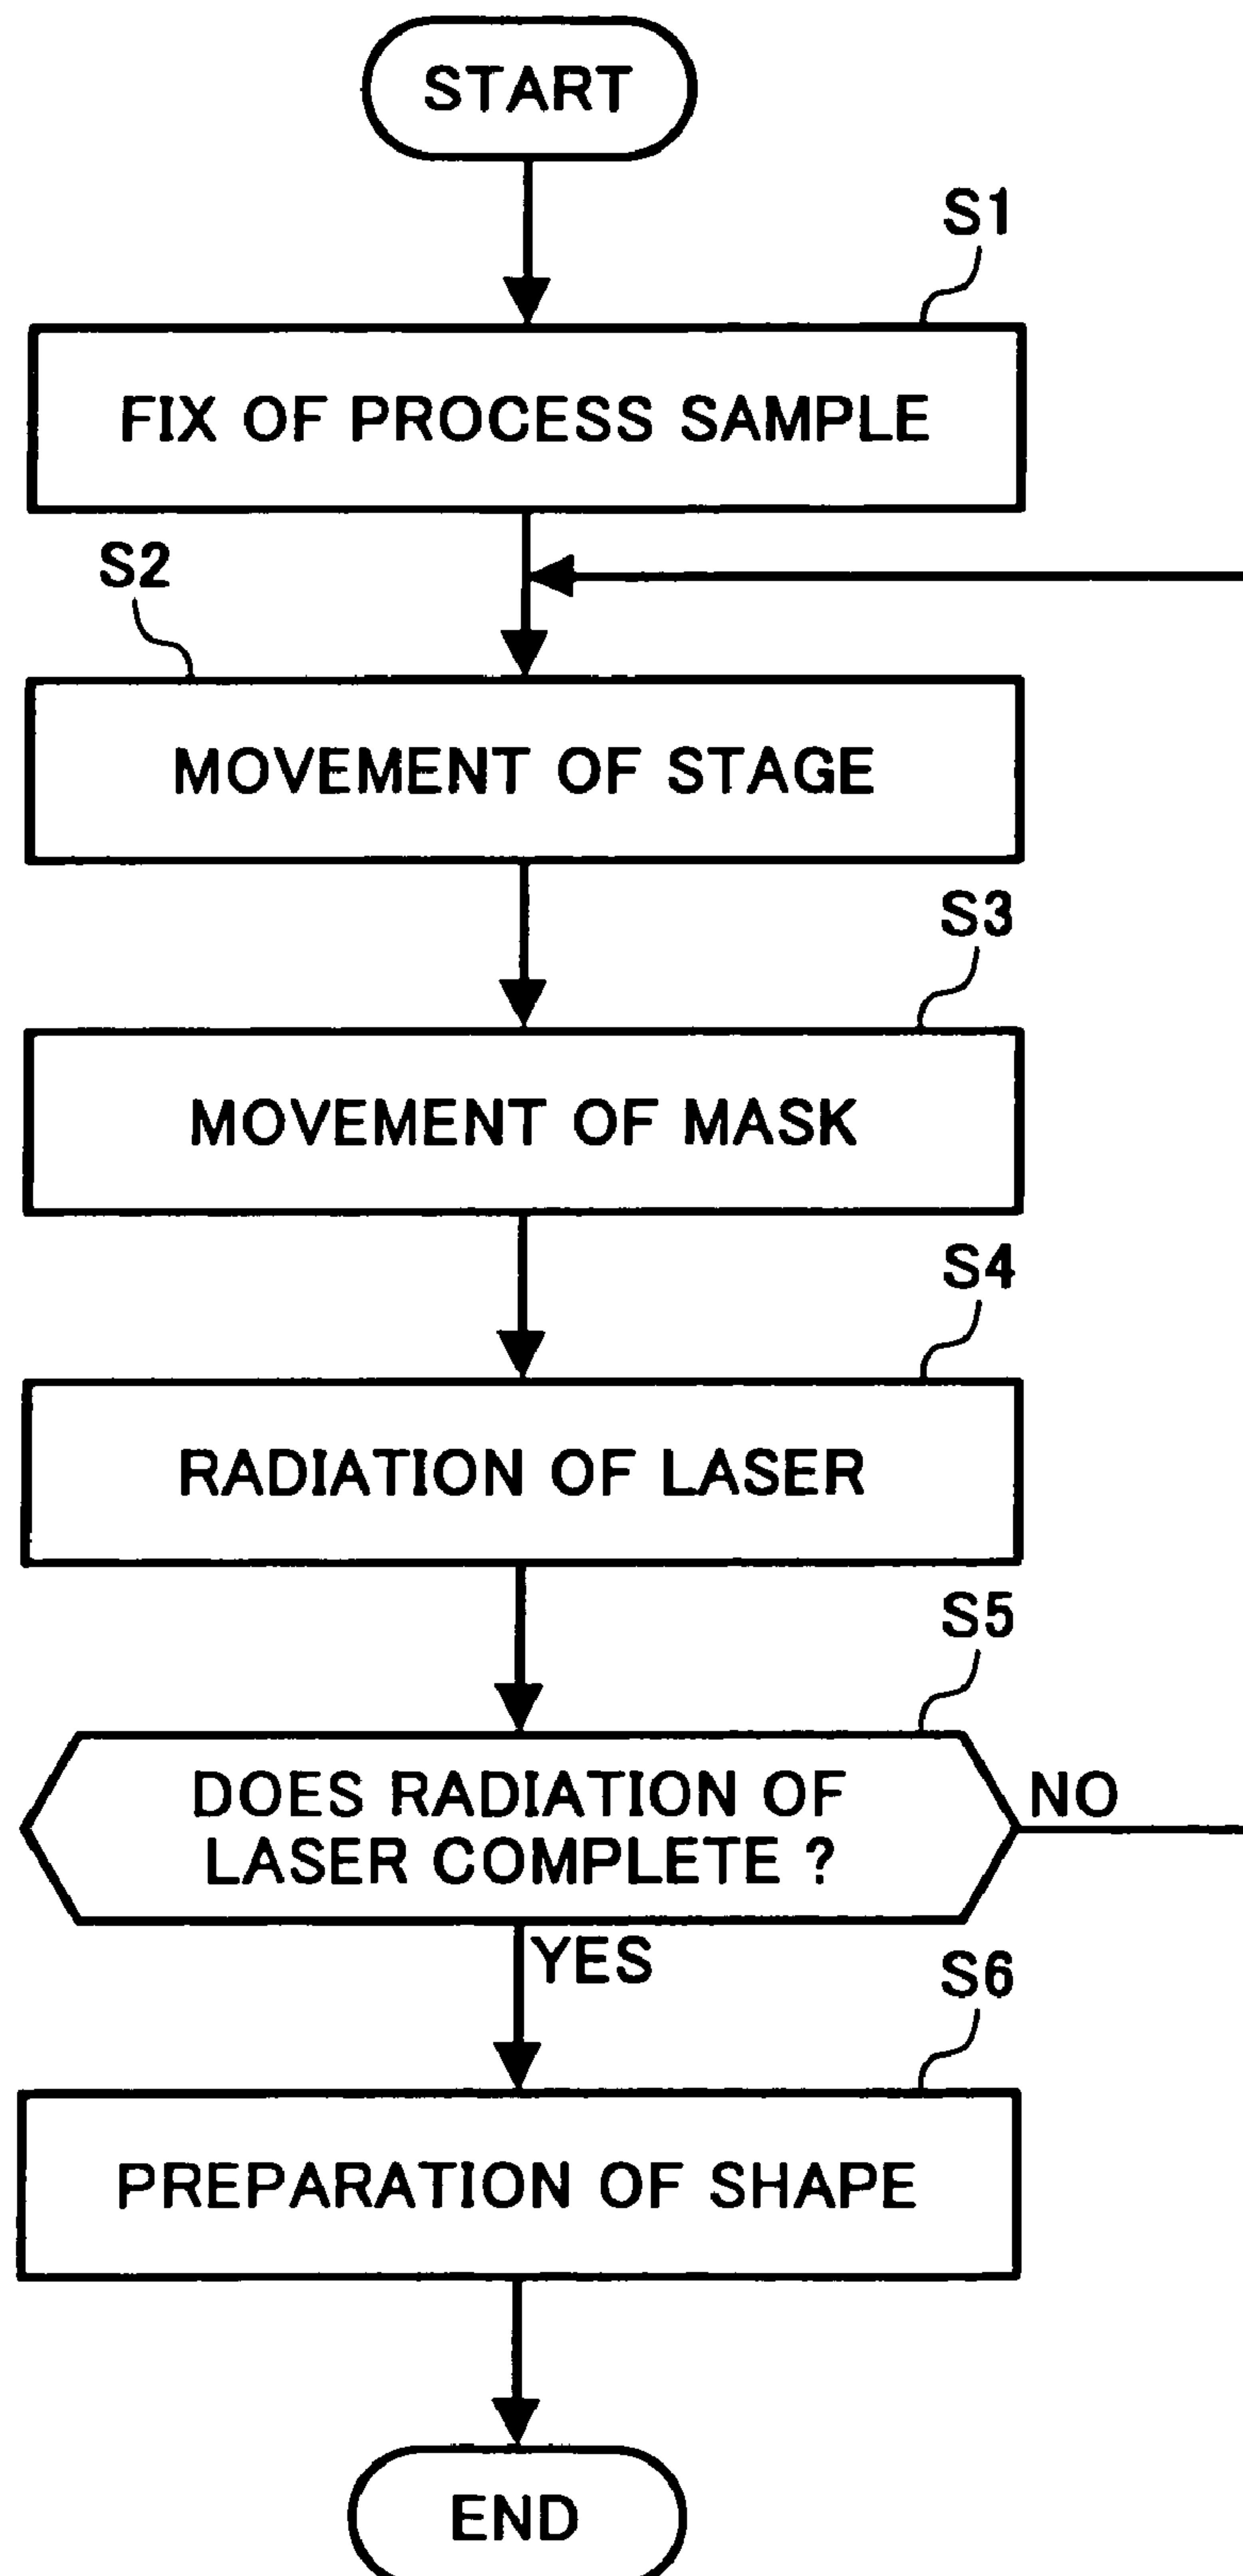 START
S1
FIX OF PROCESS SAMPLE
S2
MOVEMENT OF STAGE
S3
MOVEMENT OF MASK
S4
RADIATION OF LASER
S5
DOES RADIATION OF
LASER COMPLETE ?
NO
YES
S6
PREPARATION OF SHAPE
END